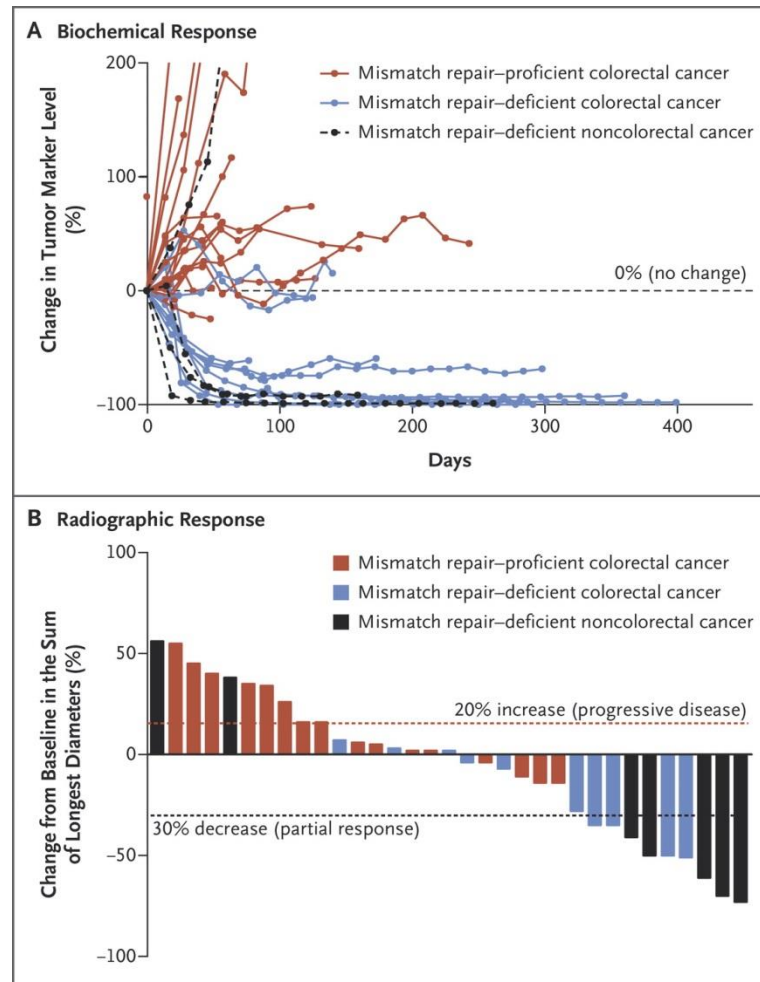 A Biochemical Response
200
100
0
−100
0
100
200
300
400
Change in Tumor Marker Level
(%)
Days
Mismatch repair–proficient colorectal cancer
Mismatch repair–deficient colorectal cancer
Mismatch repair–deficient noncolorectal cancer
0% (no change)
B Radiographic Response
100
50
0
−50
−100
Change from Baseline in the Sum
of Longest Diameters (%)
Mismatch repair–proficient colorectal cancer
Mismatch repair–deficient colorectal cancer
Mismatch repair–deficient noncolorectal cancer
20% increase (progressive disease)
30% decrease (partial response)